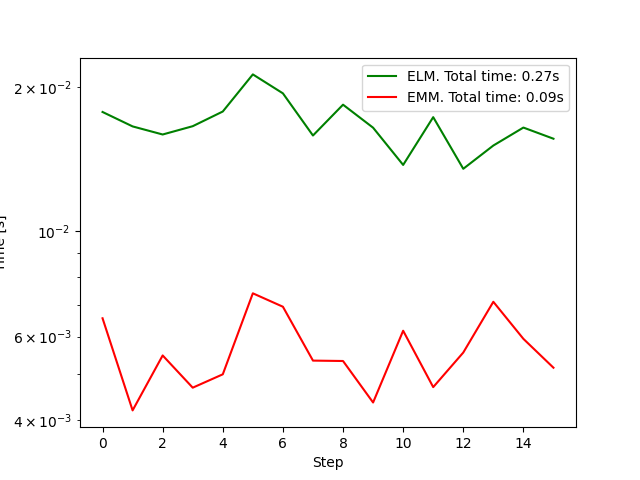 ELM. Total time: 0.27s
EMM. Total time: 0.09s
2 × 10⁻²
10⁻²
6 × 10⁻³
4 × 10⁻³
0 2 4 6 8 10 12 14
Step